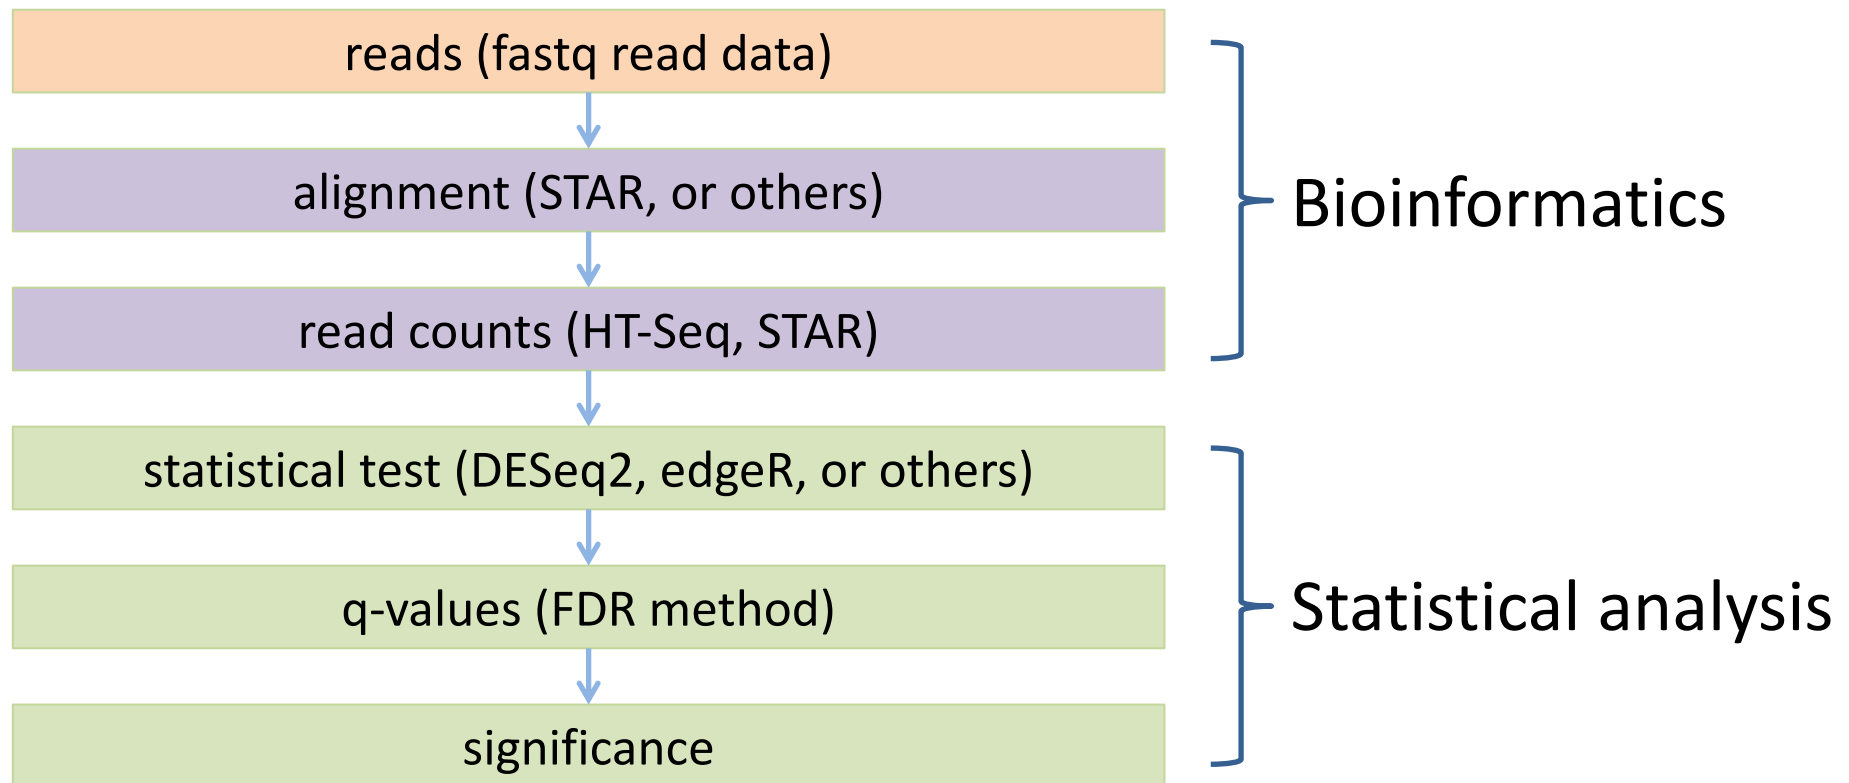 reads (fastq read data)
alignment (STAR, or others)
read counts (HT-Seq, STAR)
Bioinformatics
statistical test (DESeq2, edgeR, or others)
q-values (FDR method)
significance
Statistical analysis